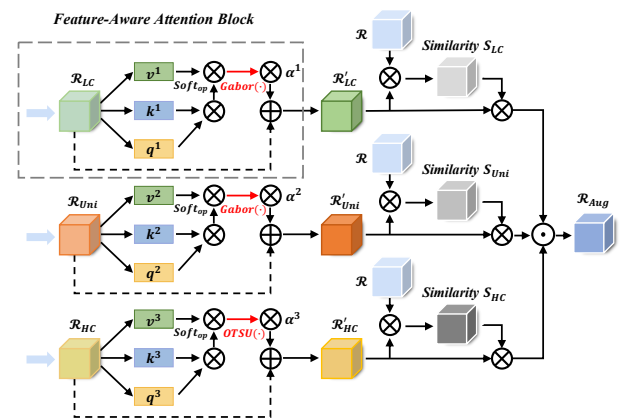 Feature-Aware Attention Block
ℛ_LC
v¹
k¹
q¹
Soft_op
Gabor(·)
α¹
ℛ′_LC
ℛ
Similarity S_LC
ℛ_Uni
v²
k²
q²
Soft_op
Gabor(·)
α²
ℛ′_Uni
ℛ
Similarity S_Uni
ℛ_Aug
ℛ_HC
v³
k³
q³
Soft_op
OTSU(·)
α³
ℛ′_HC
ℛ
Similarity S_HC